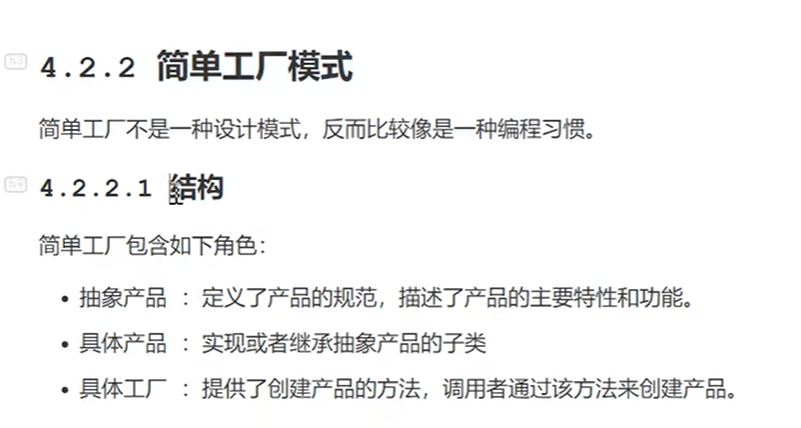 h3
4.2.2 简单工厂模式
简单工厂不是一种设计模式，反而比较像是一种编程习惯。
h4
4.2.2.1 结构
简单工厂包含如下角色：
• 抽象产品 ：定义了产品的规范，描述了产品的主要特性和功能。
• 具体产品 ：实现或者继承抽象产品的子类
• 具体工厂 ：提供了创建产品的方法，调用者通过该方法来创建产品。